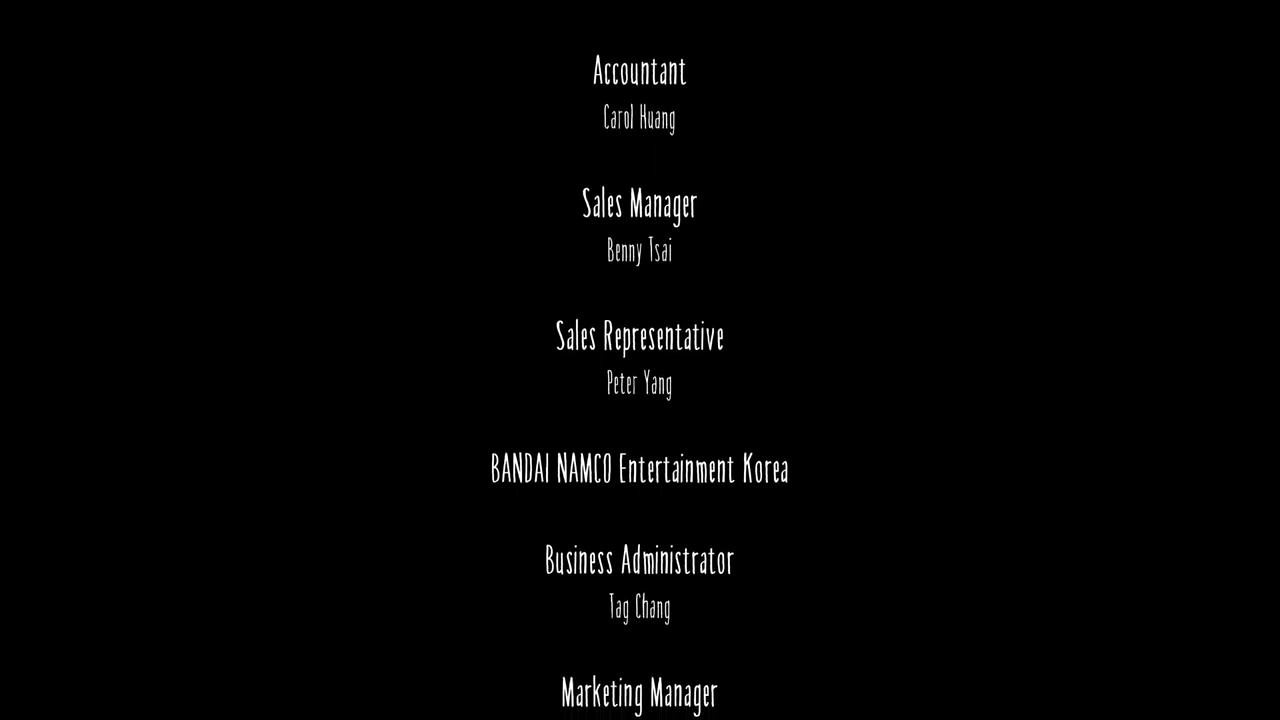 Accountant
Carol Huang
Sales Manager
Benny Tsai
Sales Representative
Peter Yang
BANDAI NAMCO Entertainment Korea
Business Administrator
Tag Chang
Marketing Manager